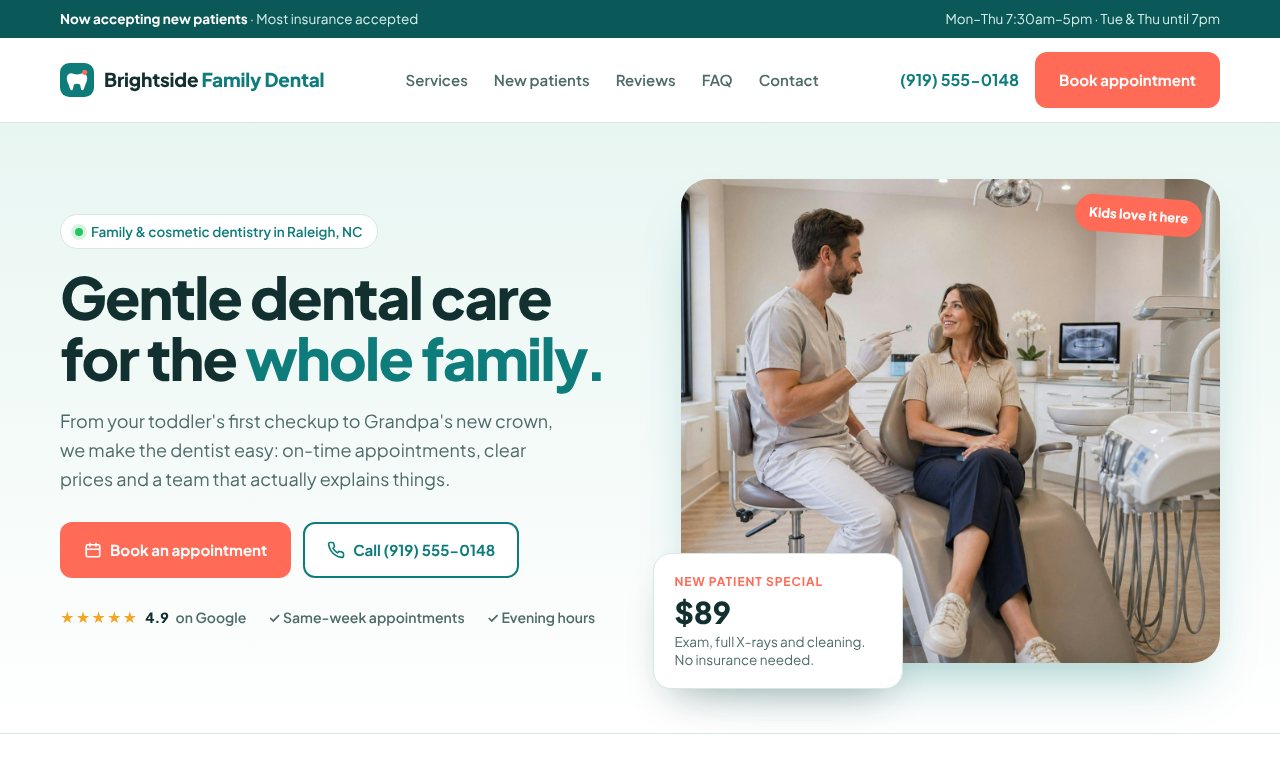 Now accepting new patients · Most insurance accepted
Mon–Thu 7:30am–5pm · Tue & Thu until 7pm
Brightside Family Dental
Services
New patients
Reviews
FAQ
Contact
(919) 555-0148
Book appointment
Family & cosmetic dentistry in Raleigh, NC
Gentle dental care
for the whole family.
From your toddler's first checkup to Grandpa's new crown,
we make the dentist easy: on-time appointments, clear
prices and a team that actually explains things.
Book an appointment
Call (919) 555-0148
★★★★★ 4.9 on Google
✓ Same-week appointments
✓ Evening hours
Kids love it here
NEW PATIENT SPECIAL
$89
Exam, full X-rays and cleaning.
No insurance needed.